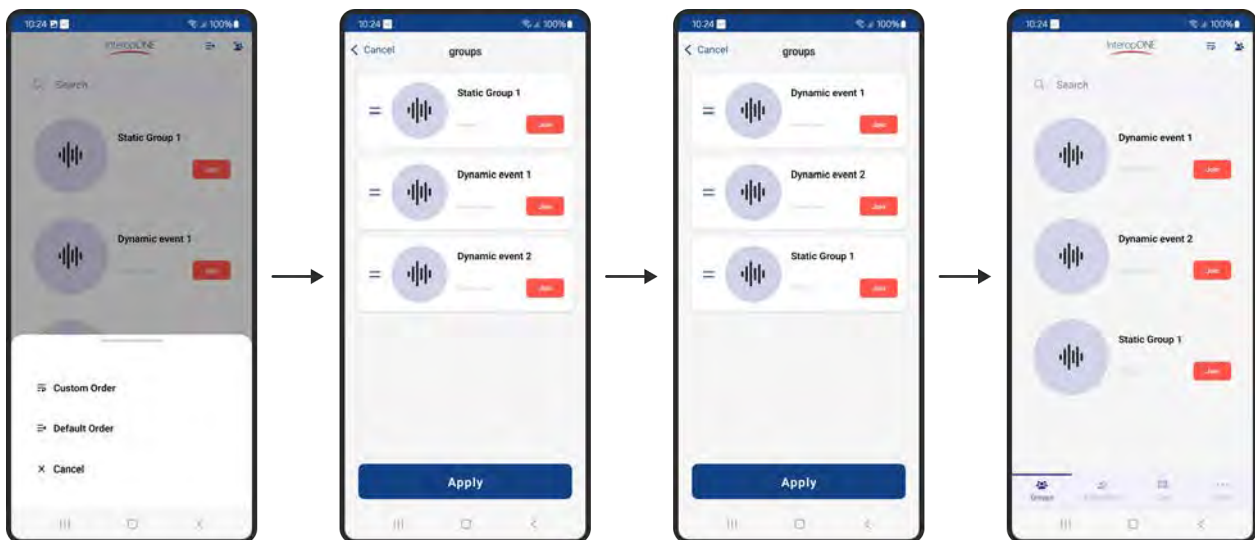 10:24
100%
InteropONE
Search
Static Group 1
Join
Dynamic event 1
Join
Custom Order
Default Order
Cancel
10:24
100%
Cancel
groups
Static Group 1
Join
Dynamic event 1
Join
Dynamic event 2
Join
Apply
10:24
100%
Cancel
groups
Dynamic event 1
Join
Dynamic event 2
Join
Static Group 1
Join
Apply
10:24
100%
InteropONE
Search
Dynamic event 1
Join
Dynamic event 2
Join
Static Group 1
Join
Groups